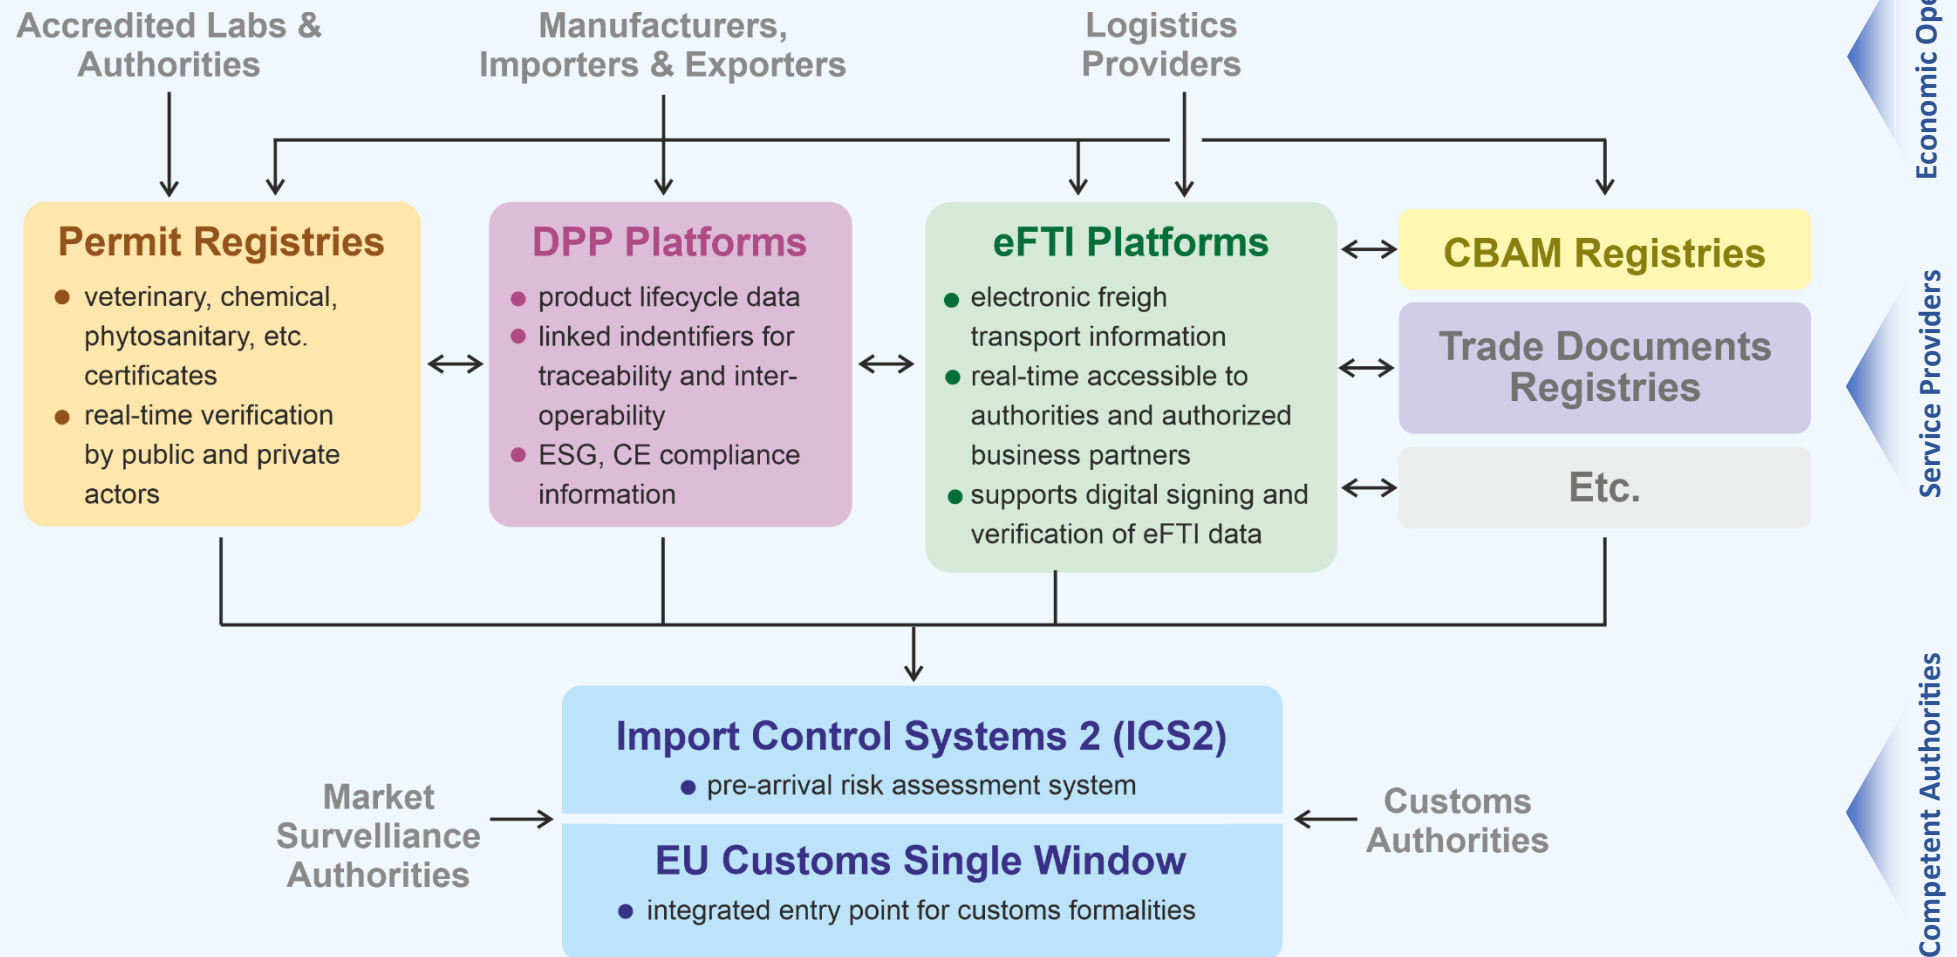 Accredited Labs &
Authorities
Manufacturers,
Importers & Exporters
Logistics
Providers
Economic
Permit Registries
veterinary, chemical,
phytosanitary, etc.
certificates
real-time verification
by public and private
actors
DPP Platforms
product lifecycle data
linked indentifiers for
traceability and inter-
operability
ESG, CE compliance
information
eFTI Platforms
electronic freigh
transport information
real-time accessible to
authorities and authorized
business partners
supports digital signing and
verification of eFTI data
CBAM Registries
Trade Documents
Registries
Etc.
Service Providers
Import Control Systems 2 (ICS2)
pre-arrival risk assessment system
EU Customs Single Window
integrated entry point for customs formalities
Market
Survelliance
Authorities
Customs
Authorities
Competent Authorities